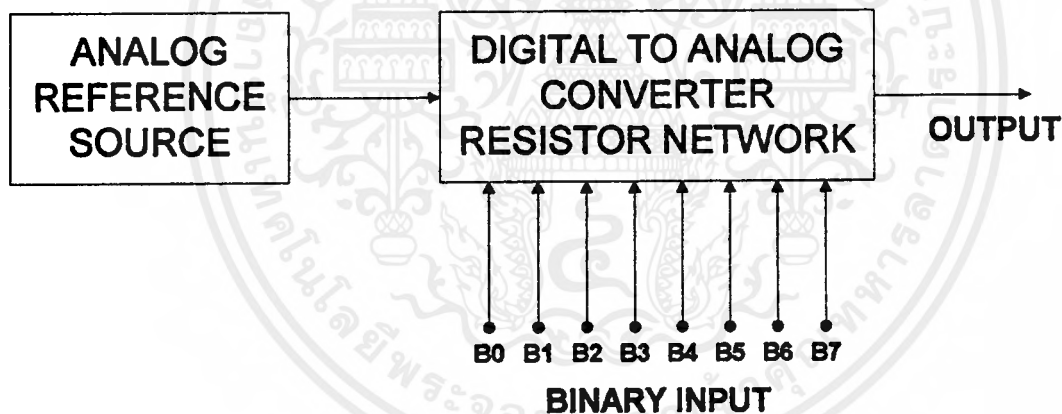 ANALOG
REFERENCE
SOURCE
DIGITAL TO ANALOG
CONVERTER
RESISTOR NETWORK
OUTPUT
B0 B1 B2 B3 B4 B5 B6 B7
BINARY INPUT